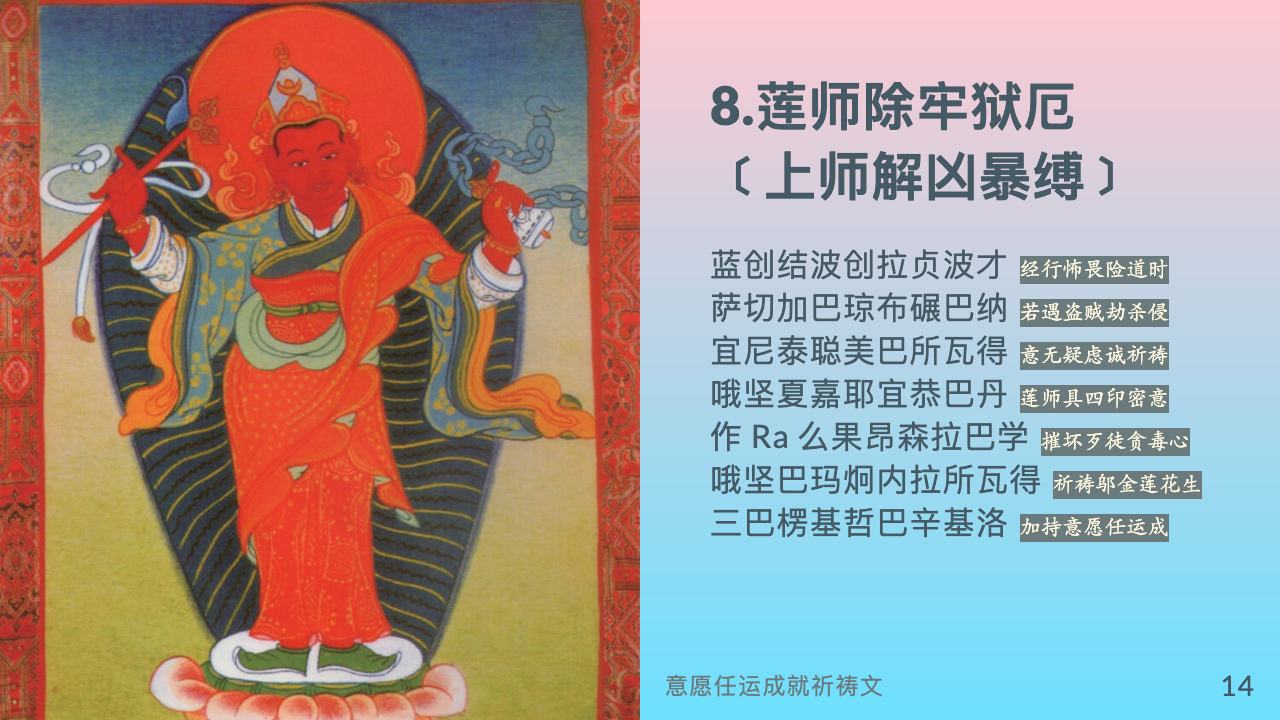 8.莲师除牢狱厄
﹝上师解凶暴缚﹞
蓝创结波创拉贞波才 经行怖畏险道时
萨切加巴琼布碾巴纳 若遇盗贼劫杀侵
宜尼泰聪美巴所瓦得 意无疑虑诚祈祷
哦坚夏嘉耶宜恭巴丹 莲师具四印密意
作 Ra 么果昂森拉巴学 摧坏歹徒贪毒心
哦坚巴玛炯内拉所瓦得 祈祷邬金莲花生
三巴楞基哲巴辛基洛 加持意愿任运成
意愿任运成就祈祷文
14